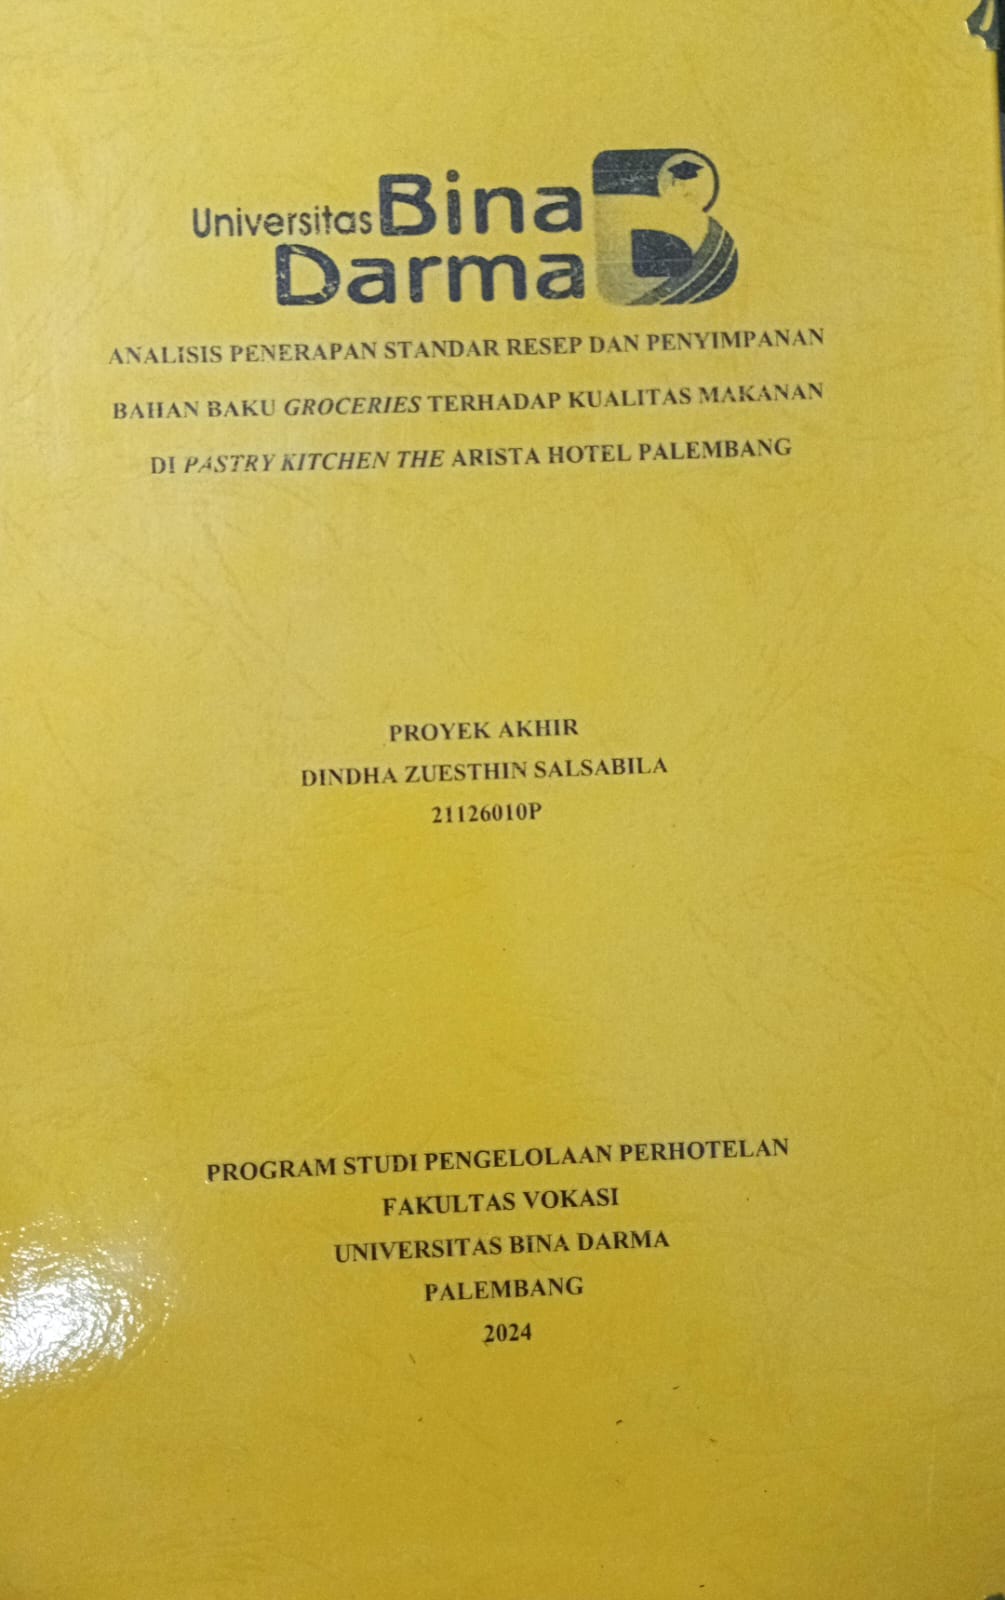 Universitas Bina
Darma
ANALISIS PENERAPAN STANDAR RESEP DAN PENYIMPANAN
BAHAN BAKU GROCERIES TERHADAP KUALITAS MAKANAN
DI PASTRY KITCHEN THE ARISTA HOTEL PALEMBANG
PROYEK AKHIR
DINDHA ZUESTHIN SALSABILA
21126010P
PROGRAM STUDI PENGELOLAAN PERHOTELAN
FAKULTAS VOKASI
UNIVERSITAS BINA DARMA
PALEMBANG
2024